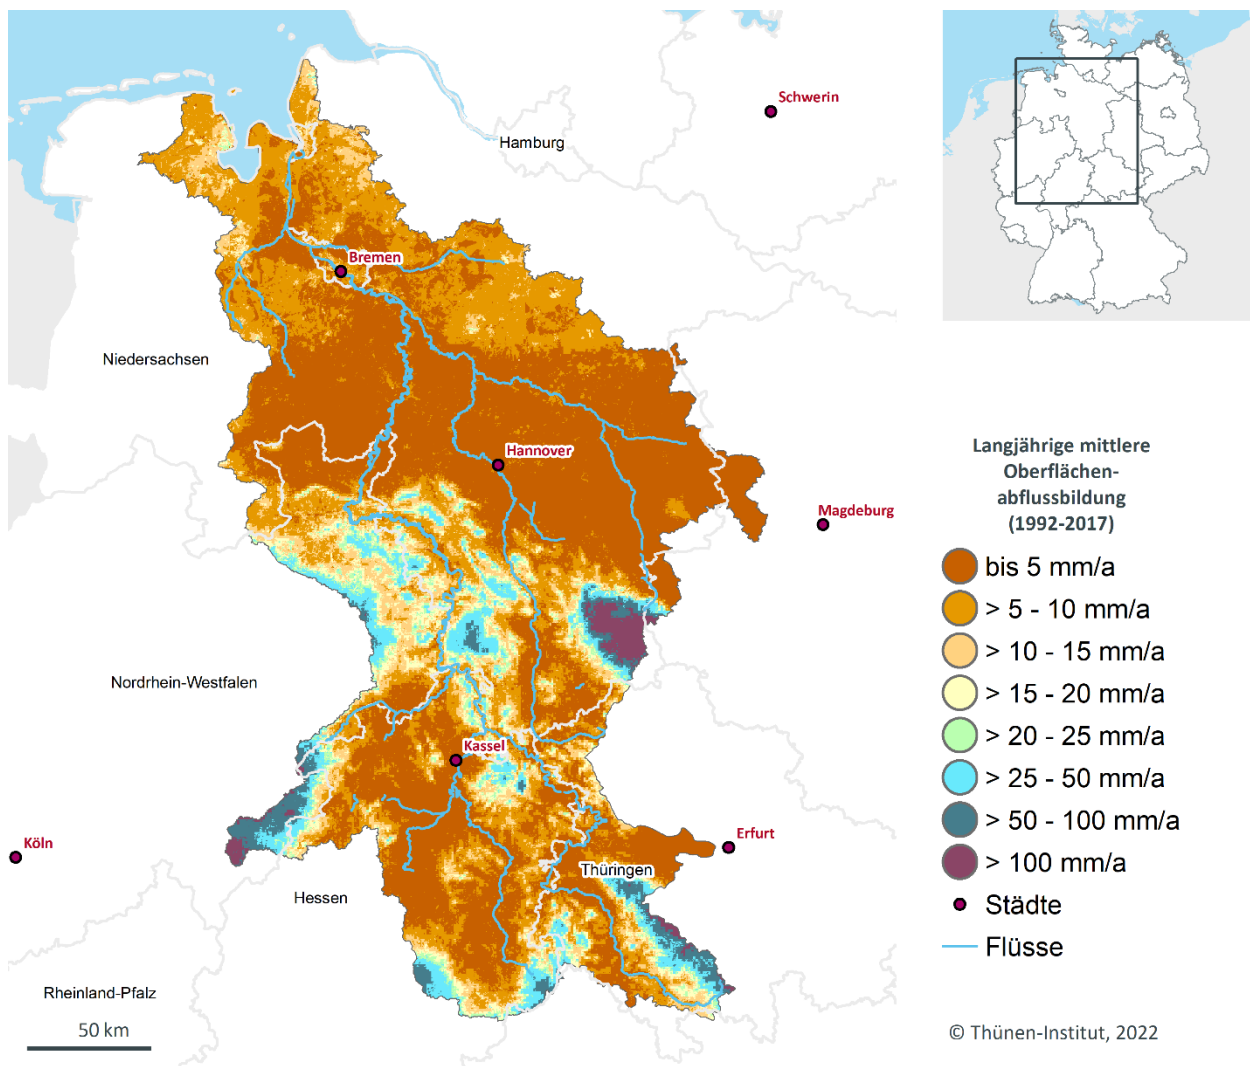 Schwerin
Hamburg
Bremen
Niedersachsen
Hannover
Magdeburg
Nordrhein-Westfalen
Kassel
Köln
Erfurt
Thüringen
Hessen
Rheinland-Pfalz
50 km
Langjährige mittlere
Oberflächen-
abflussbildung
(1992-2017)
bis 5 mm/a
> 5 - 10 mm/a
> 10 - 15 mm/a
> 15 - 20 mm/a
> 20 - 25 mm/a
> 25 - 50 mm/a
> 50 - 100 mm/a
> 100 mm/a
Städte
Flüsse
© Thünen-Institut, 2022